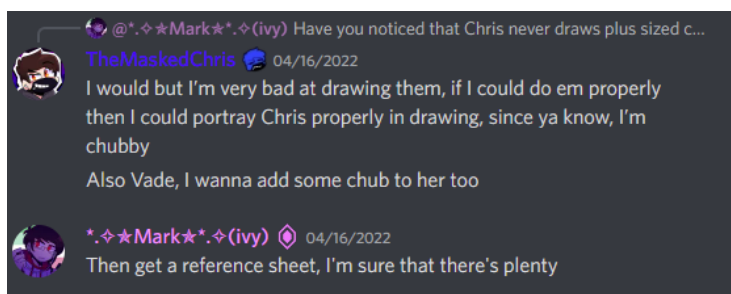 @*.✧★Mark★*.✧(ivy) Have you noticed that Chris never draws plus sized c...
TheMaskedChris 04/16/2022
I would but I'm very bad at drawing them, if I could do em properly
then I could portray Chris properly in drawing, since ya know, I'm
chubby
Also Vade, I wanna add some chub to her too
*.✧★Mark★*.✧(ivy) 04/16/2022
Then get a reference sheet, I'm sure that there's plenty